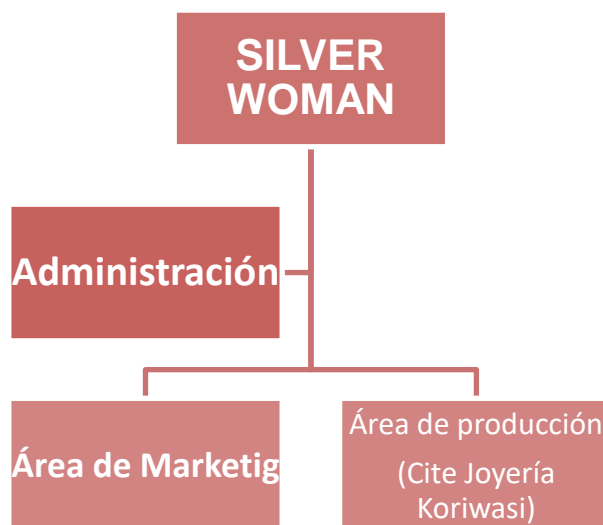 SILVER
WOMAN
Administración
Área de Marketig
Área de producción
(Cite Joyería
Koriwasi)